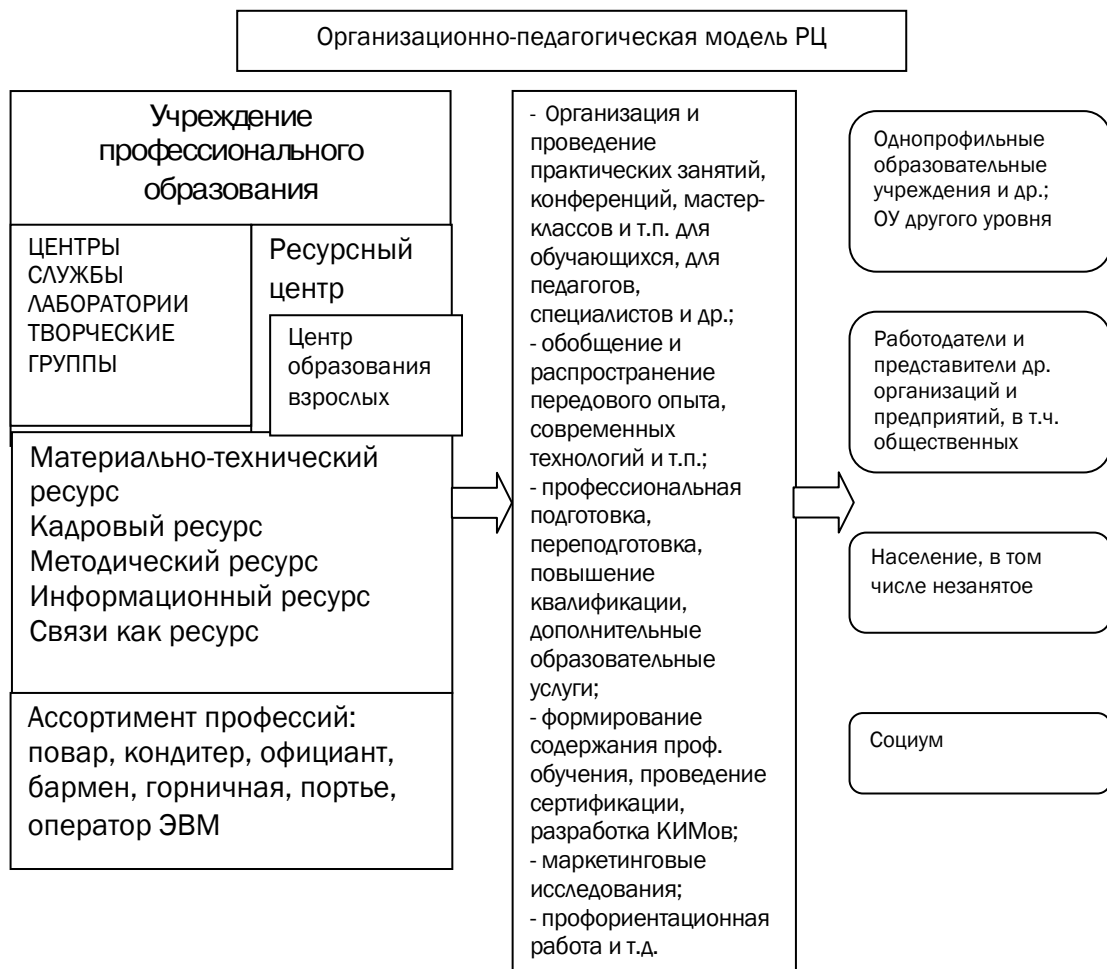 Организационно-педагогическая модель РЦ
Учреждение
профессионального
образования
ЦЕНТРЫ
СЛУЖБЫ
ЛАБОРАТОРИИ
ТВОРЧЕСКИЕ
ГРУППЫ
Ресурсный
центр
Центр
образования
взрослых
Материально-технический
ресурс
Кадровый ресурс
Методический ресурс
Информационный ресурс
Связи как ресурс
Ассортимент профессий:
повар, кондитер, официант,
бармен, горничная, портье,
оператор ЭВМ
- Организация и
проведение
практических занятий,
конференций, мастер-
классов и т.п. для
обучающихся, для
педагогов,
специалистов и др.;
- обобщение и
распространение
передового опыта,
современных
технологий и т.п.;
- профессиональная
подготовка,
переподготовка,
повышение
квалификации,
дополнительные
образовательные
услуги;
- формирование
содержания проф.
обучения, проведение
сертификации,
разработка КИМов;
- маркетинговые
исследования;
- профориентационная
работа и т.д.
Однопрофильные
образовательные
учреждения и др.;
ОУ другого уровня
Работодатели и
представители др.
организаций и
предприятий, в т.ч.
общественных
Население, в том
числе незанятое
Социум